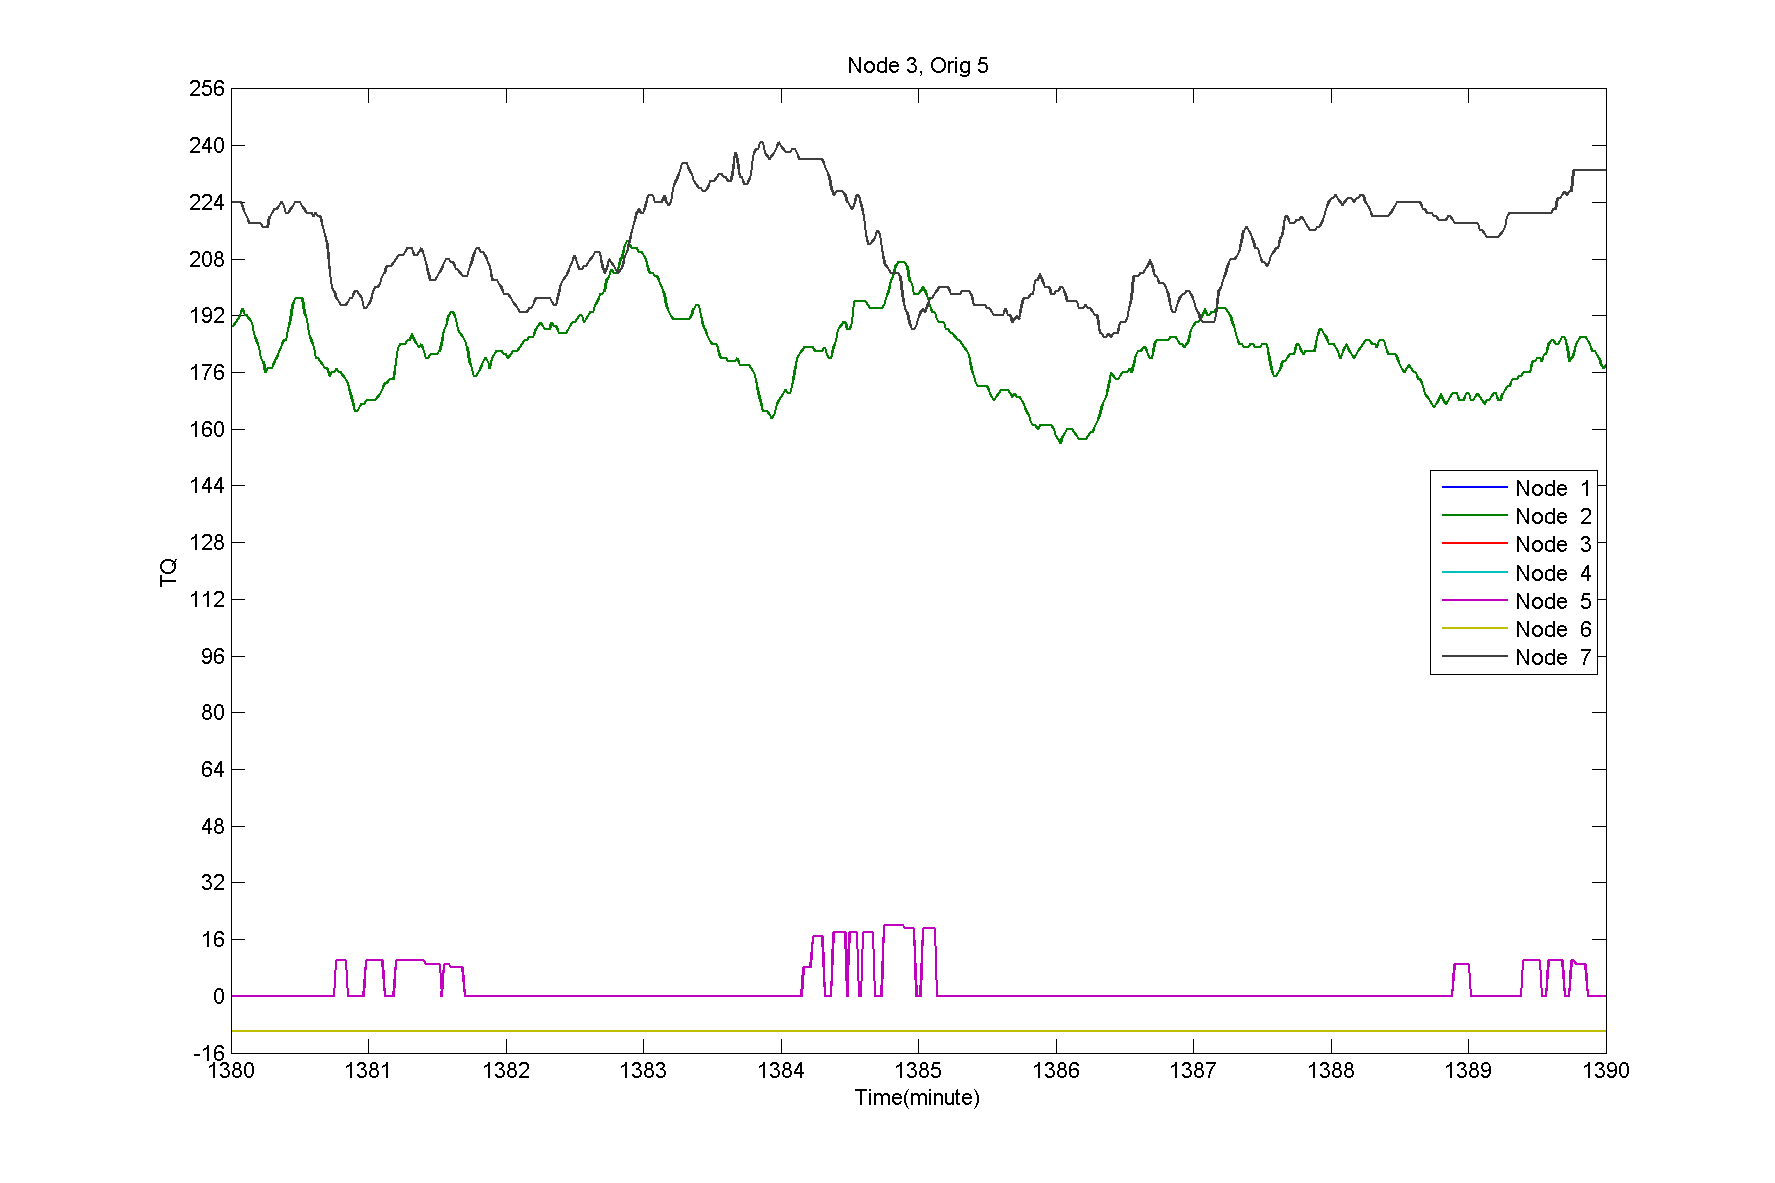 Node 3, Orig 5
256
240
224
208
192
176
160
144
128
112
96
80
64
48
32
16
0
-16
TQ
Node 1
Node 2
Node 3
Node 4
Node 5
Node 6
Node 7
1380 1381 1382 1383 1384 1385 1386 1387 1388 1389 1390
Time(minute)